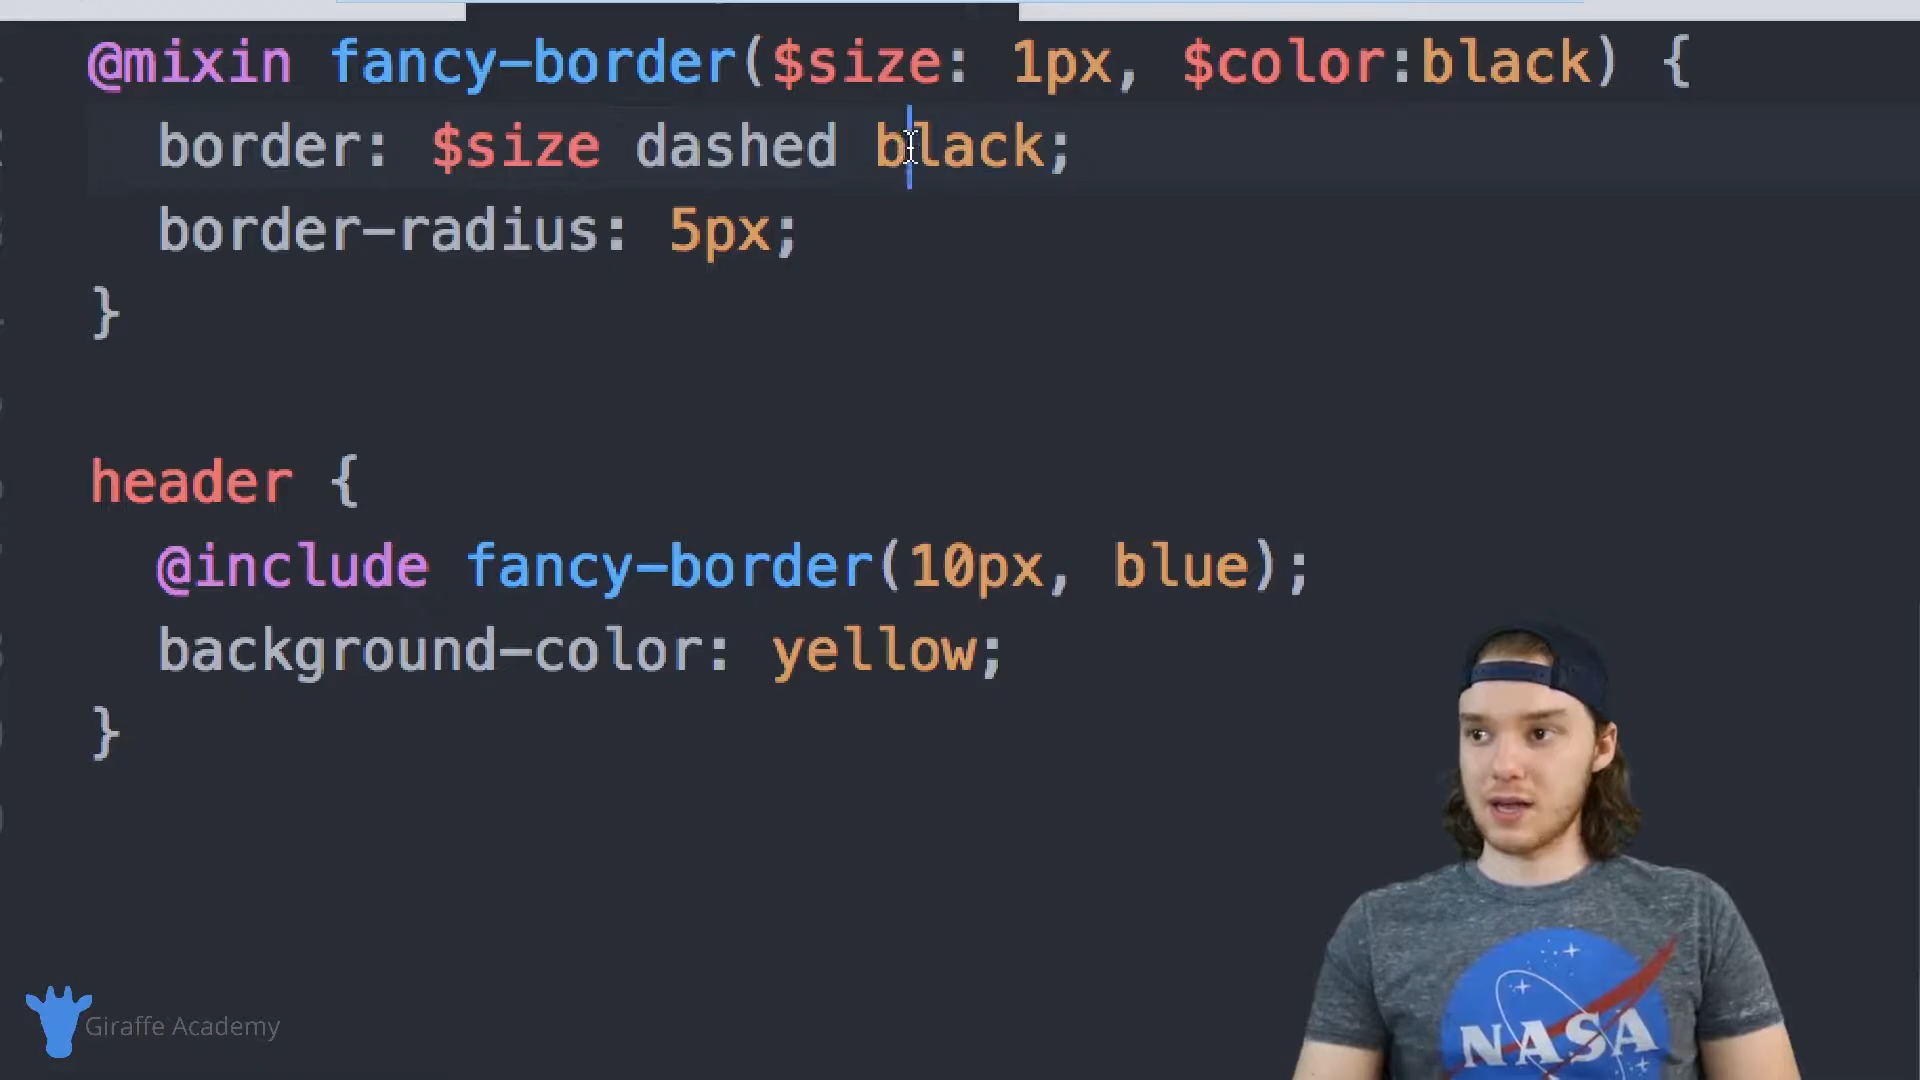 @mixin fancy-border($size: 1px, $color:black) {
border: $size dashed black;
border-radius: 5px;
}
header {
@include fancy-border(10px, blue);
background-color: yellow;
}
NASA
Giraffe Academy